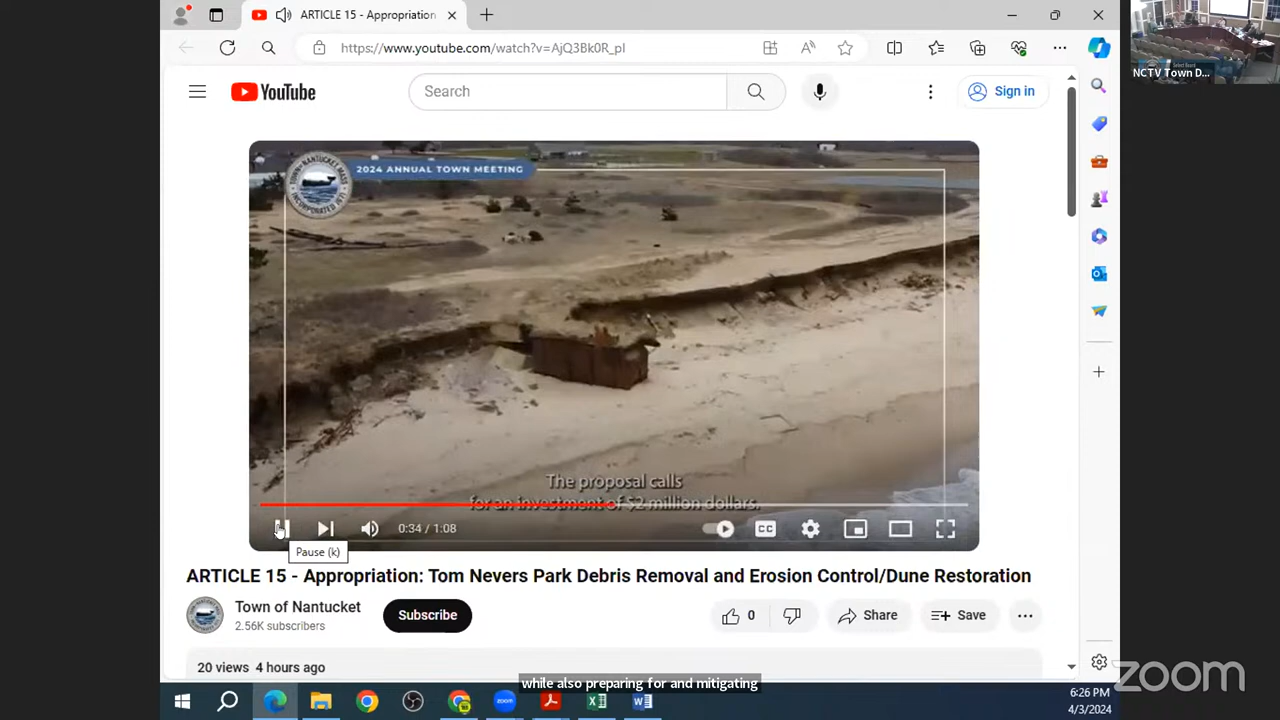 ARTICLE 15 - Appropriation
https://www.youtube.com/watch?v=AjQ3Bk0R_pI
NCTV Town D...
YouTube
Search
Sign in
2024 ANNUAL TOWN MEETING
The proposal calls
for an investment of $2 million dollars.
0:34 / 1:08
CC
Pause (k)
ARTICLE 15 - Appropriation: Tom Nevers Park Debris Removal and Erosion Control/Dune Restoration
Town of Nantucket
2.56K subscribers
Subscribe
0
Share
Save
20 views 4 hours ago
while also preparing for and mitigating
zoom
zoom
6:26 PM
4/3/2024